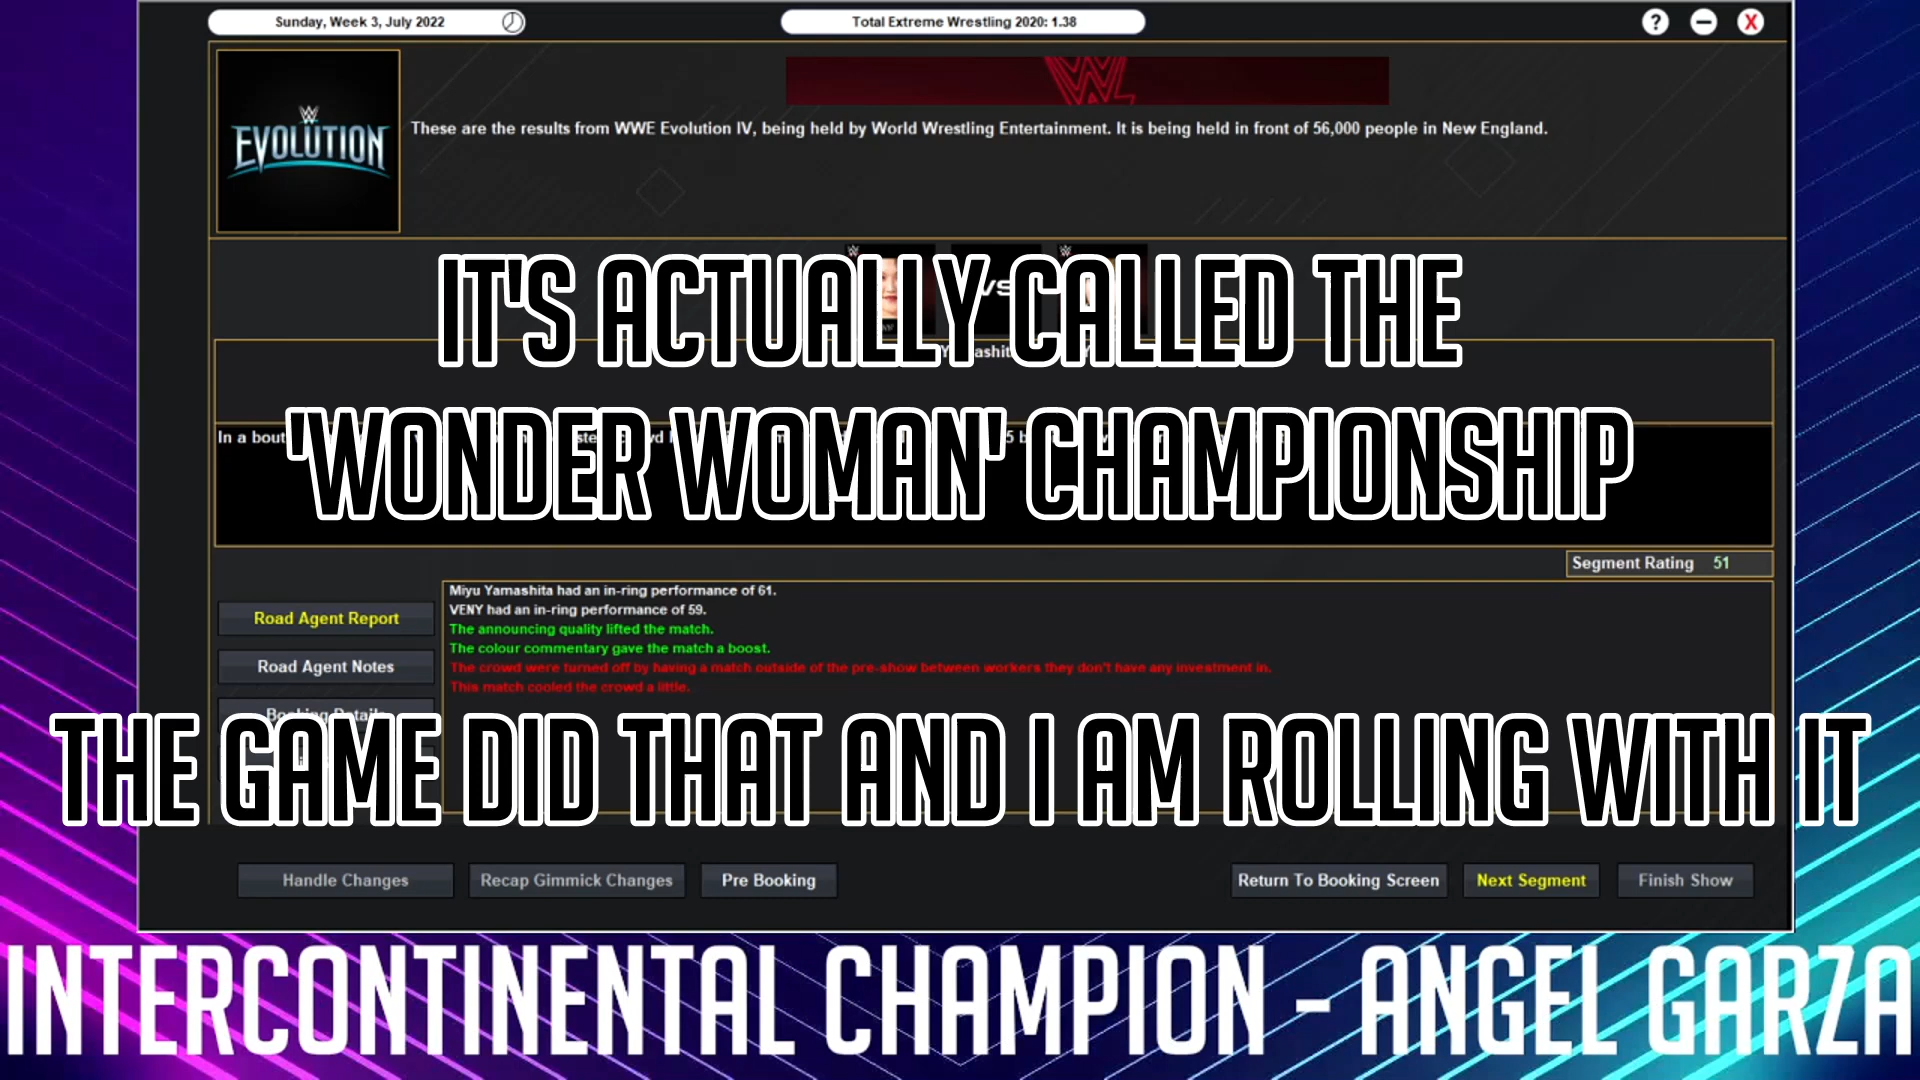 Sunday, Week 3, July 2022
Total Extreme Wrestling 2020: 1.38
?
X
W
EVOLUTION
These are the results from WWE Evolution IV, being held by World Wrestling Entertainment. It is being held in front of 56,000 people in New England.
VS
IT'S ACTUALLY CALLED THE
'WONDER WOMAN' CHAMPIONSHIP
In a bout
Segment Rating 51
Miyu Yamashita had an in-ring performance of 61.
VENY had an in-ring performance of 59.
The announcing quality lifted the match.
The colour commentary gave the match a boost.
The crowd were turned off by having a match outside of the pre-show between workers they don't have any investment in.
This match cooled the crowd a little.
Road Agent Report
Road Agent Notes
Booking Details
THE GAME DID THAT AND I AM ROLLING WITH IT
Handle Changes
Recap Gimmick Changes
Pre Booking
Return To Booking Screen
Next Segment
Finish Show
INTERCONTINENTAL CHAMPION - ANGEL GARZA